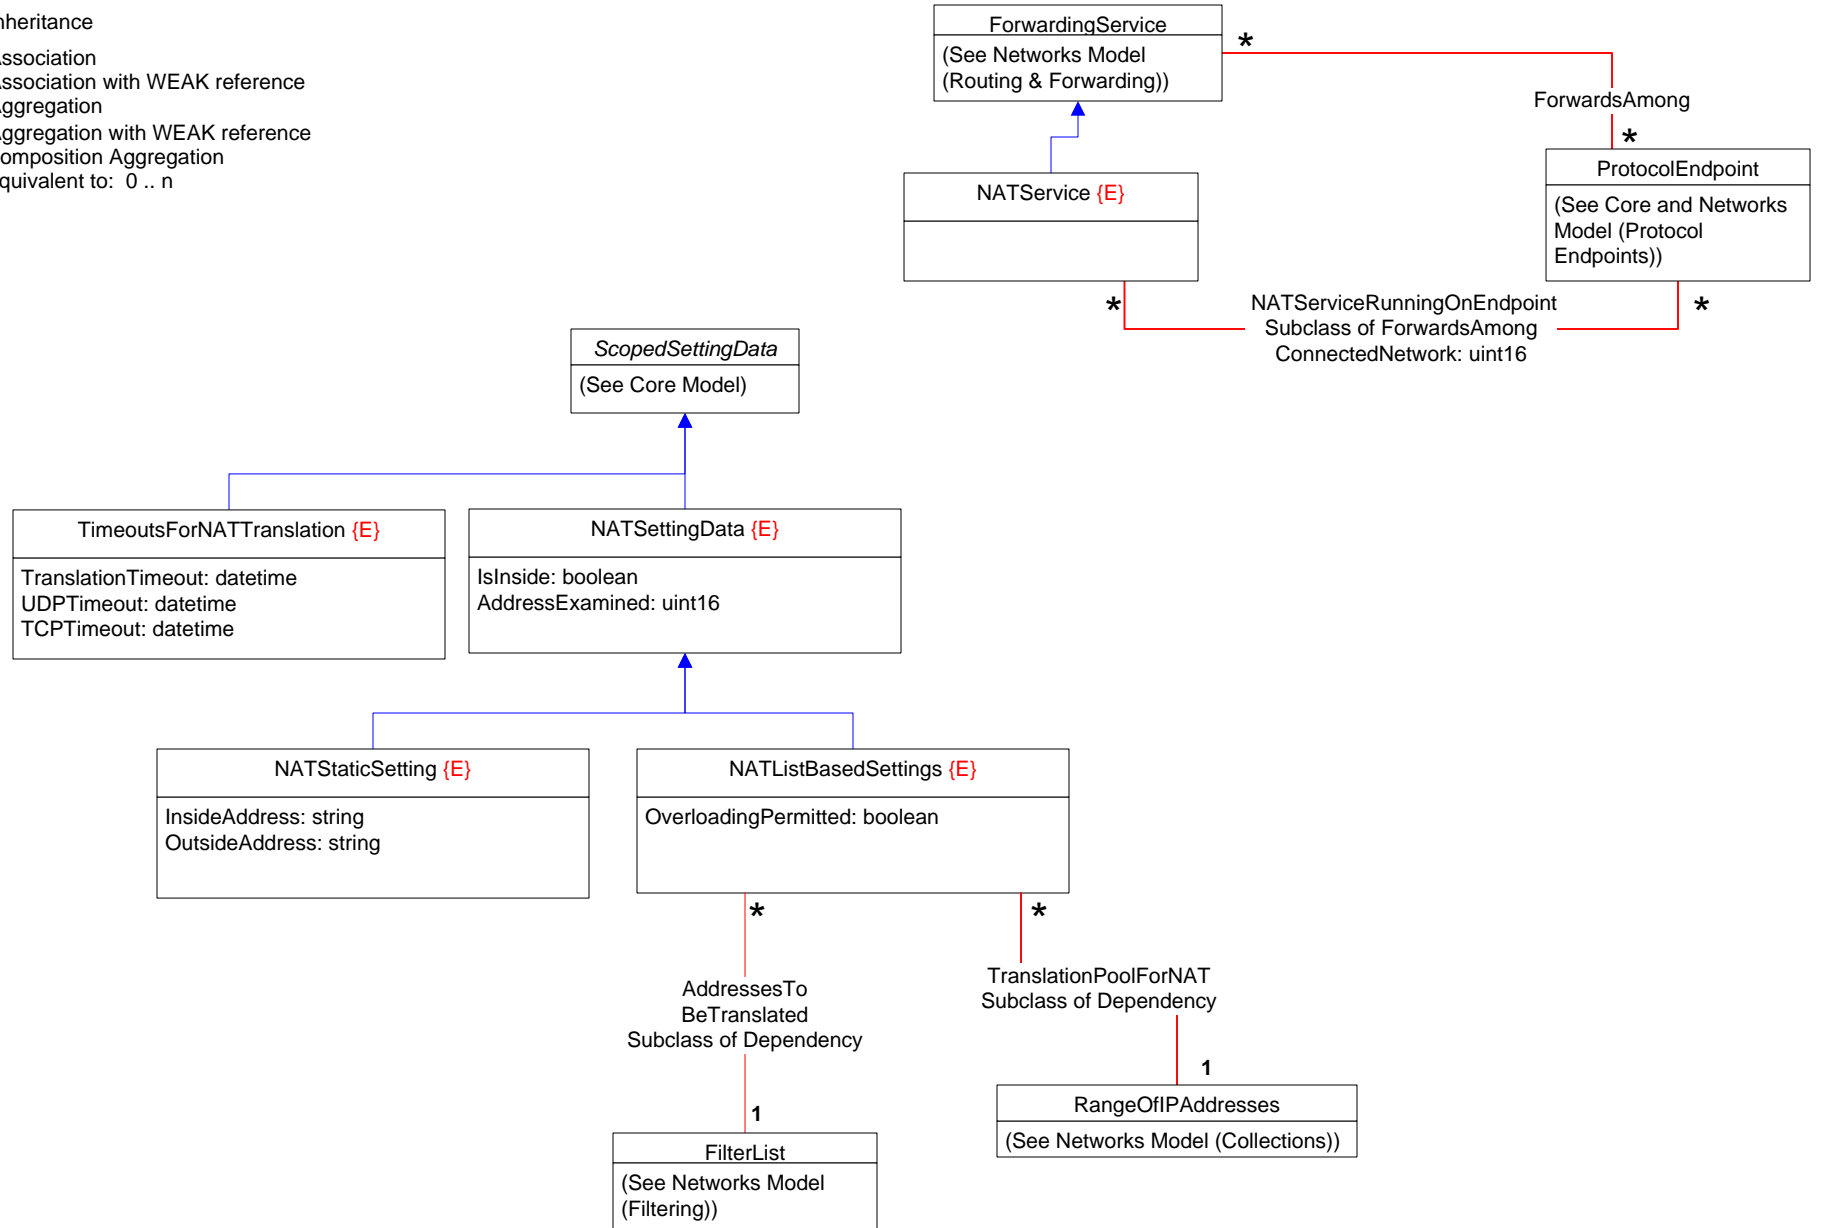 nheritance
ssociation
ssociation with WEAK reference
ggregation
ggregation with WEAK reference
omposition Aggregation
quivalent to:  0 .. n
ForwardingService
(See Networks Model
(Routing & Forwarding))
*
ForwardsAmong
*
ProtocolEndpoint
(See Core and Networks
Model (Protocol
Endpoints))
NATService {E}
*
NATServiceRunningOnEndpoint
Subclass of ForwardsAmong
ConnectedNetwork: uint16
*
ScopedSettingData
(See Core Model)
TimeoutsForNATTranslation {E}
TranslationTimeout: datetime
UDPTimeout: datetime
TCPTimeout: datetime
NATSettingData {E}
IsInside: boolean
AddressExamined: uint16
NATStaticSetting {E}
InsideAddress: string
OutsideAddress: string
NATListBasedSettings {E}
OverloadingPermitted: boolean
*
*
AddressesTo
BeTranslated
Subclass of Dependency
TranslationPoolForNAT
Subclass of Dependency
1
1
RangeOfIPAddresses
(See Networks Model (Collections))
FilterList
(See Networks Model
(Filtering))